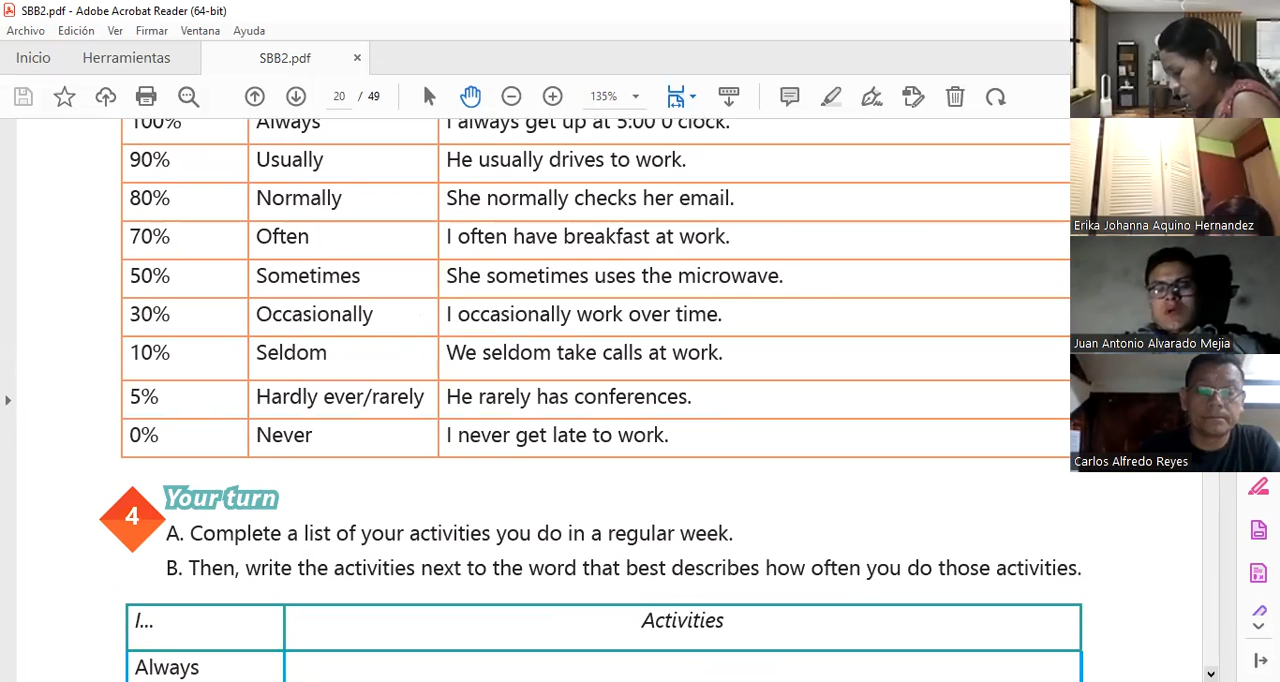 SBB2.pdf - Adobe Acrobat Reader (64-bit)
Archivo Edición Ver Firmar Ventana Ayuda
Inicio Herramientas SBB2.pdf ×
20 / 49 135%
100% Always I always get up at 5:00 o'clock.
90% Usually He usually drives to work.
80% Normally She normally checks her email.
70% Often I often have breakfast at work.
50% Sometimes She sometimes uses the microwave.
30% Occasionally I occasionally work over time.
10% Seldom We seldom take calls at work.
5% Hardly ever/rarely He rarely has conferences.
0% Never I never get late to work.
4 Your turn
A. Complete a list of your activities you do in a regular week.
B. Then, write the activities next to the word that best describes how often you do those activities.
I... Activities
Always
Erika Johanna Aquino Hernandez
Juan Antonio Alvarado Mejia
Carlos Alfredo Reyes